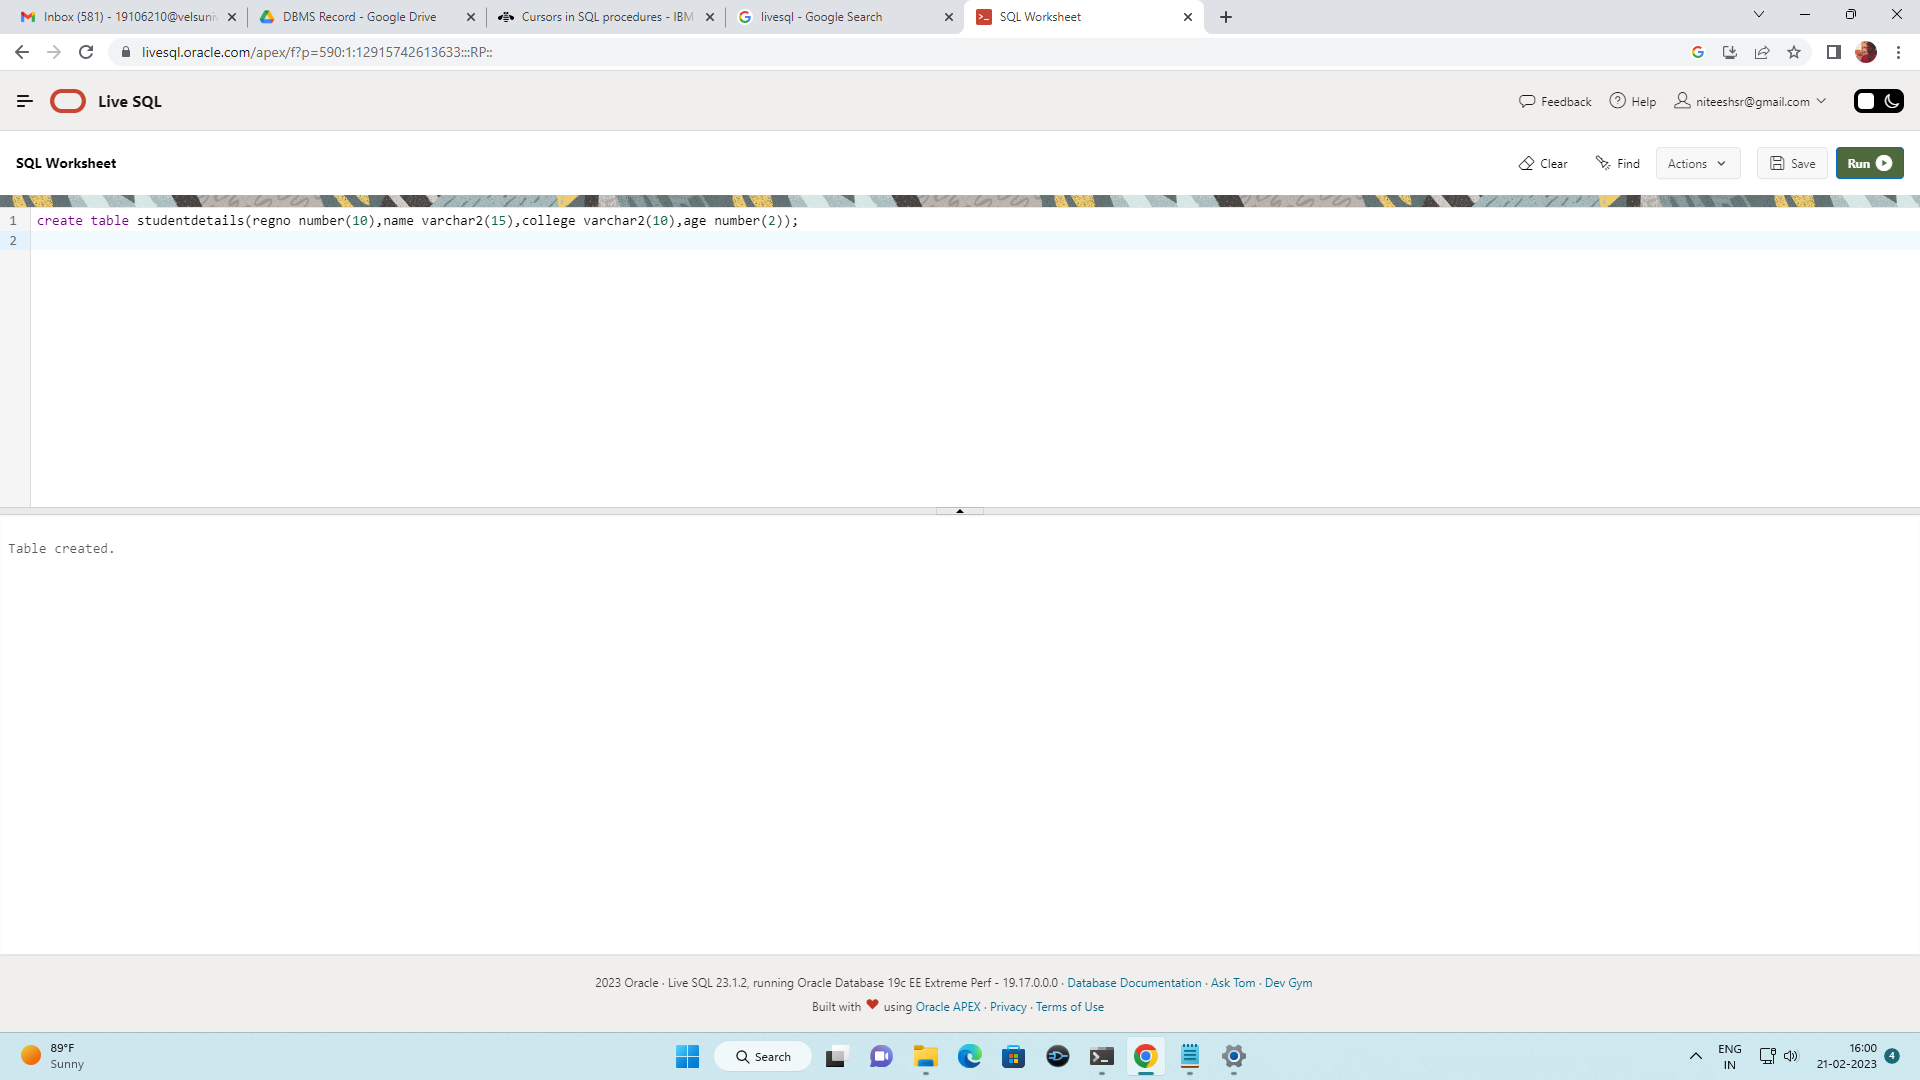 Inbox (581) - 19106210@velsuni
DBMS Record - Google Drive
Cursors in SQL procedures - IBM
livesql - Google Search
SQL Worksheet
livesql.oracle.com/apex/f?p=590:1:12915742613633:::RP::
Live SQL
Feedback
Help
niteeshsr@gmail.com
SQL Worksheet
Clear
Find
Actions
Save
Run
1 create table studentdetails(regno number(10),name varchar2(15),college varchar2(10),age number(2));
2
Table created.
2023 Oracle · Live SQL 23.1.2, running Oracle Database 19c EE Extreme Perf - 19.17.0.0.0 · Database Documentation · Ask Tom · Dev Gym
Built with ❤ using Oracle APEX · Privacy · Terms of Use
89°F
Sunny
Search
ENG
IN
16:00
21-02-2023
4